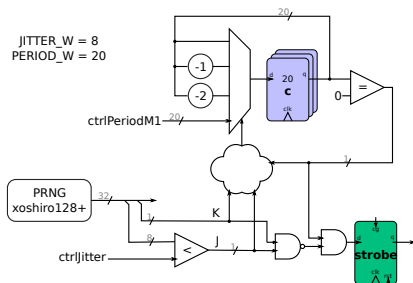 20
JITTER_W = 8
PERIOD_W = 20
-1
-2
d
20
q
c
clk
0
=
ctrlPeriodM1
20
1
PRNG
xoshiro128+
32
1
K
8
<
J
1
ctrlJitter
cg
d
q
strobe
clk
rst